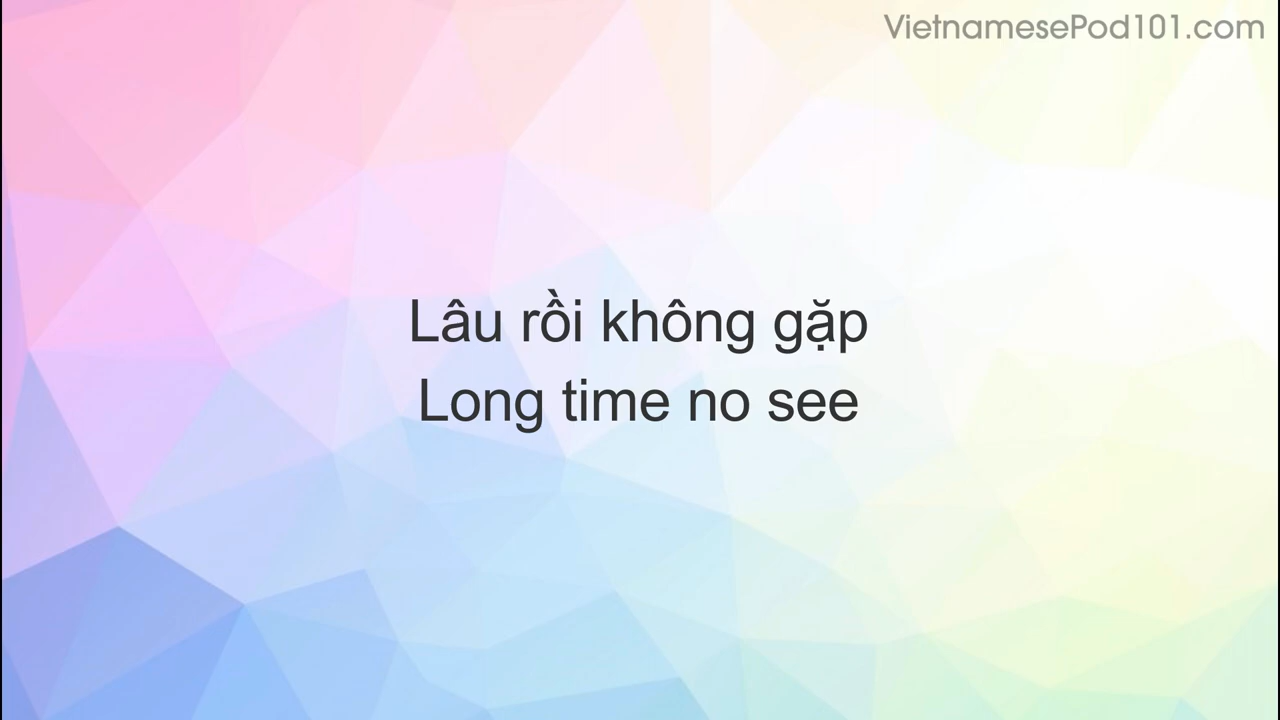 VietnamesePod101.com
Lâu rồi không gặp
Long time no see